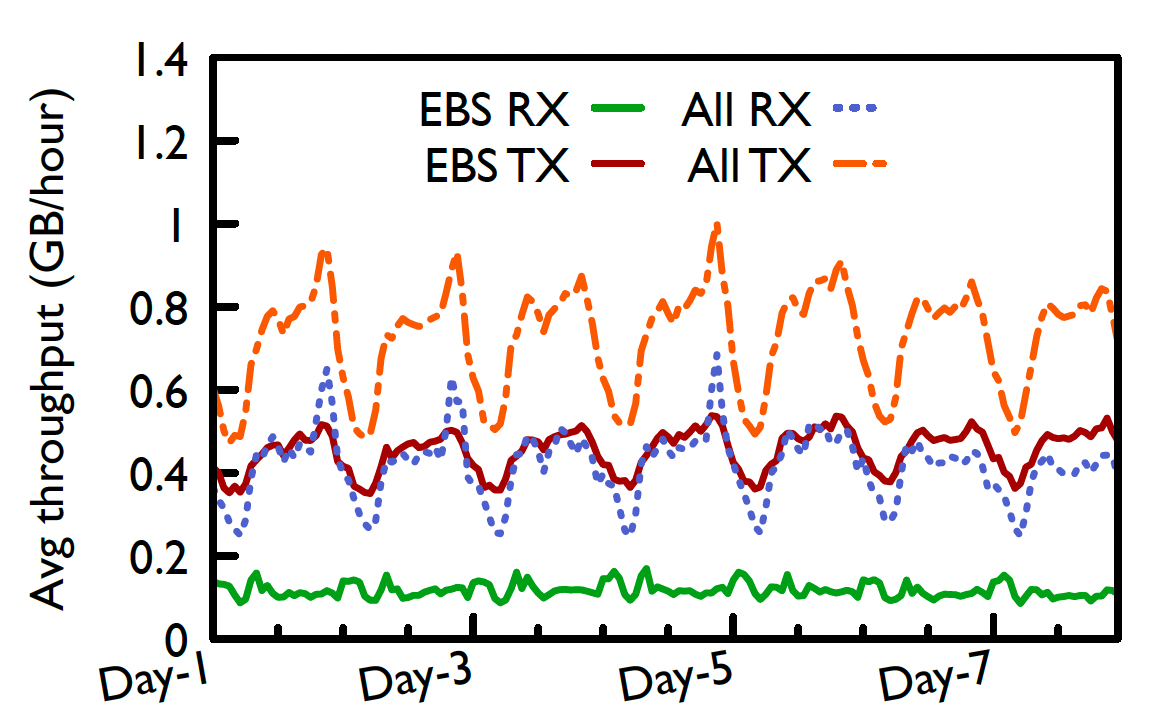 Avg throughput (GB/hour)
1.4
1.2
1
0.8
0.6
0.4
0.2
0
EBS RX All RX
EBS TX All TX
Day-1 Day-3 Day-5 Day-7